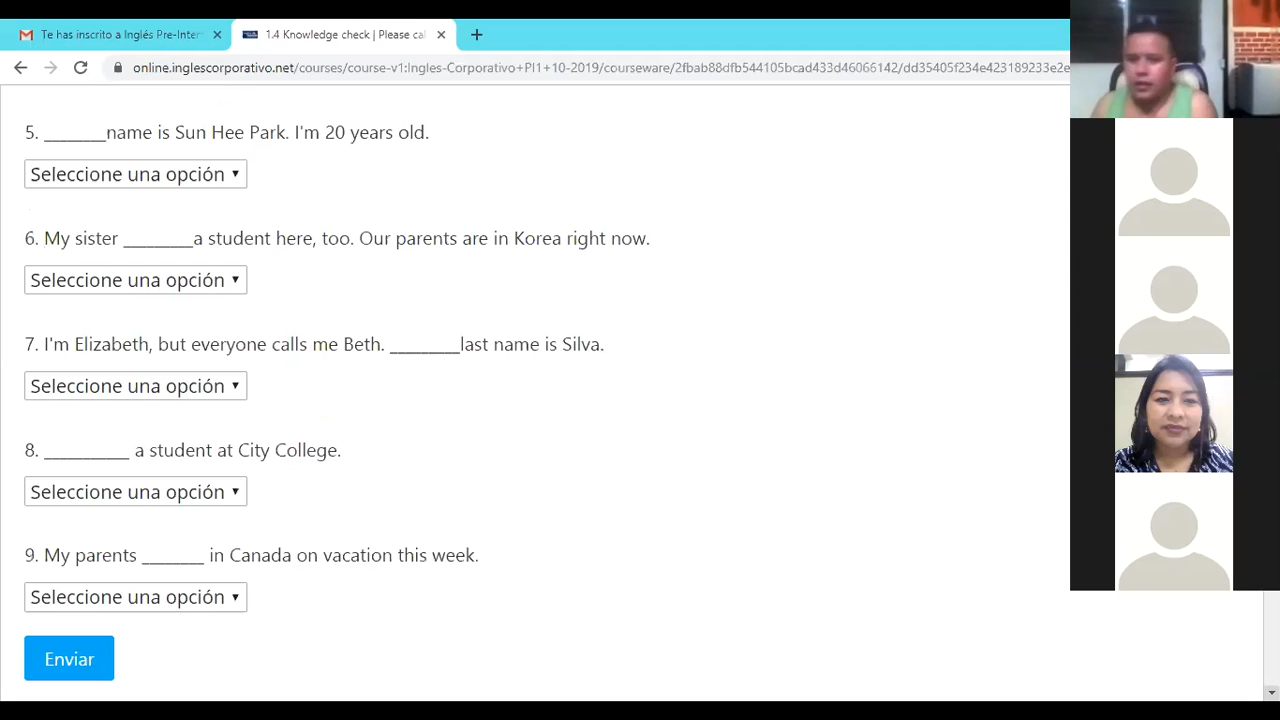 Te has inscrito a Inglés Pre-Inter
1.4 Knowledge check | Please cal
online.inglescorporativo.net/courses/course-v1:Ingles-Corporativo+PI1+10-2019/courseware/2fbab88dfb544105bcad433d46066142/dd35405f234e423189233e2e
5. _______name is Sun Hee Park. I'm 20 years old.
Seleccione una opción
6. My sister ________a student here, too. Our parents are in Korea right now.
Seleccione una opción
7. I'm Elizabeth, but everyone calls me Beth. ________last name is Silva.
Seleccione una opción
8. __________ a student at City College.
Seleccione una opción
9. My parents _______ in Canada on vacation this week.
Seleccione una opción
Enviar